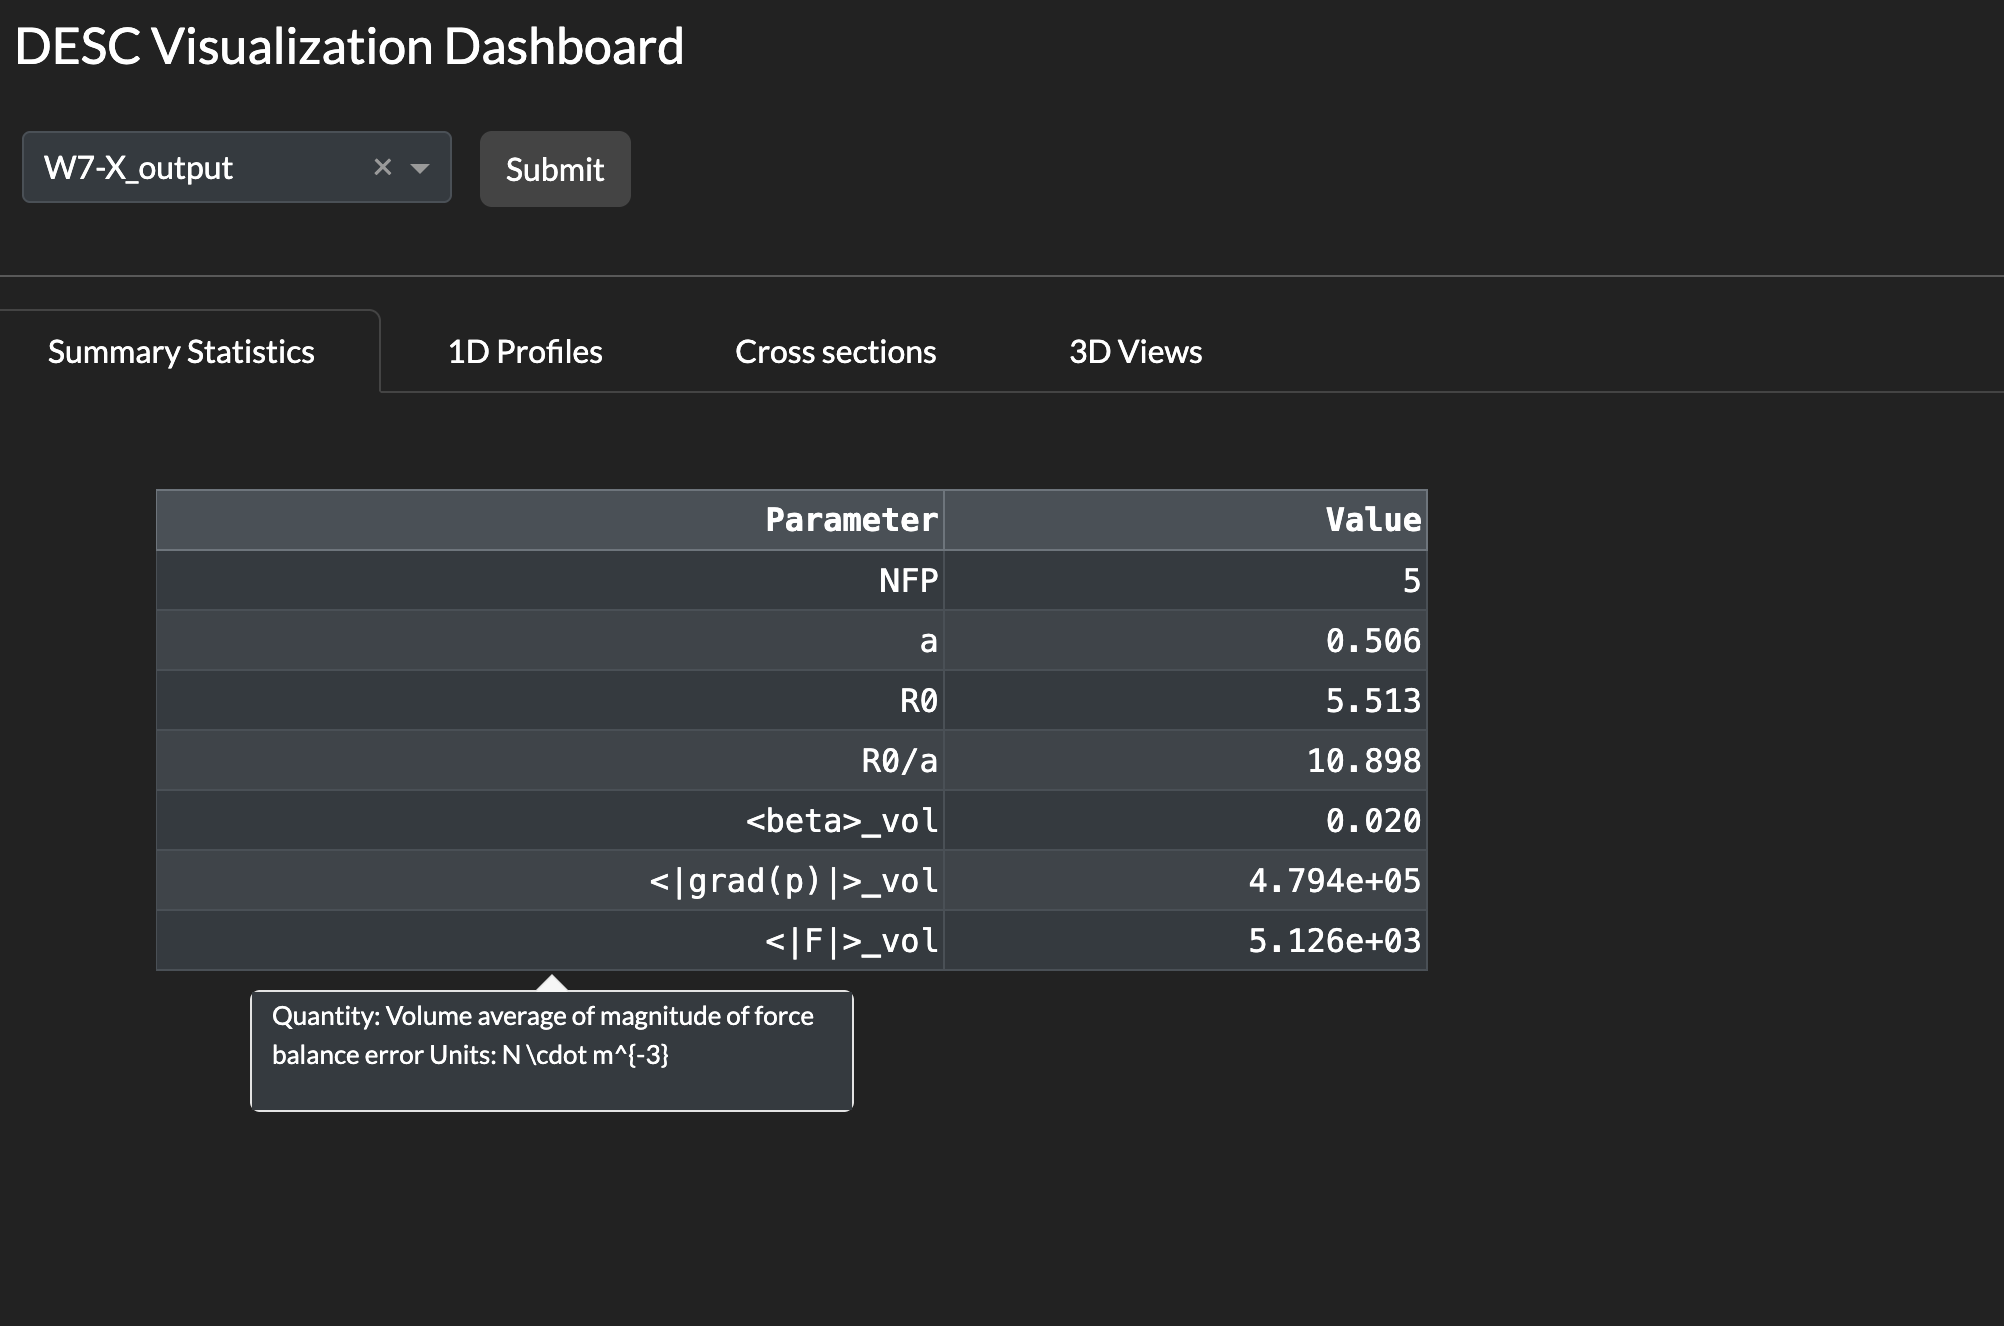 DESC Visualization Dashboard
W7-X_output × Submit
Summary Statistics 1D Profiles Cross sections 3D Views
Parameter Value
NFP 5
a 0.506
R0 5.513
R0/a 10.898
<beta>_vol 0.020
<|grad(p)|>_vol 4.794e+05
<|F|>_vol 5.126e+03
Quantity: Volume average of magnitude of force
balance error Units: N \cdot m^{-3}